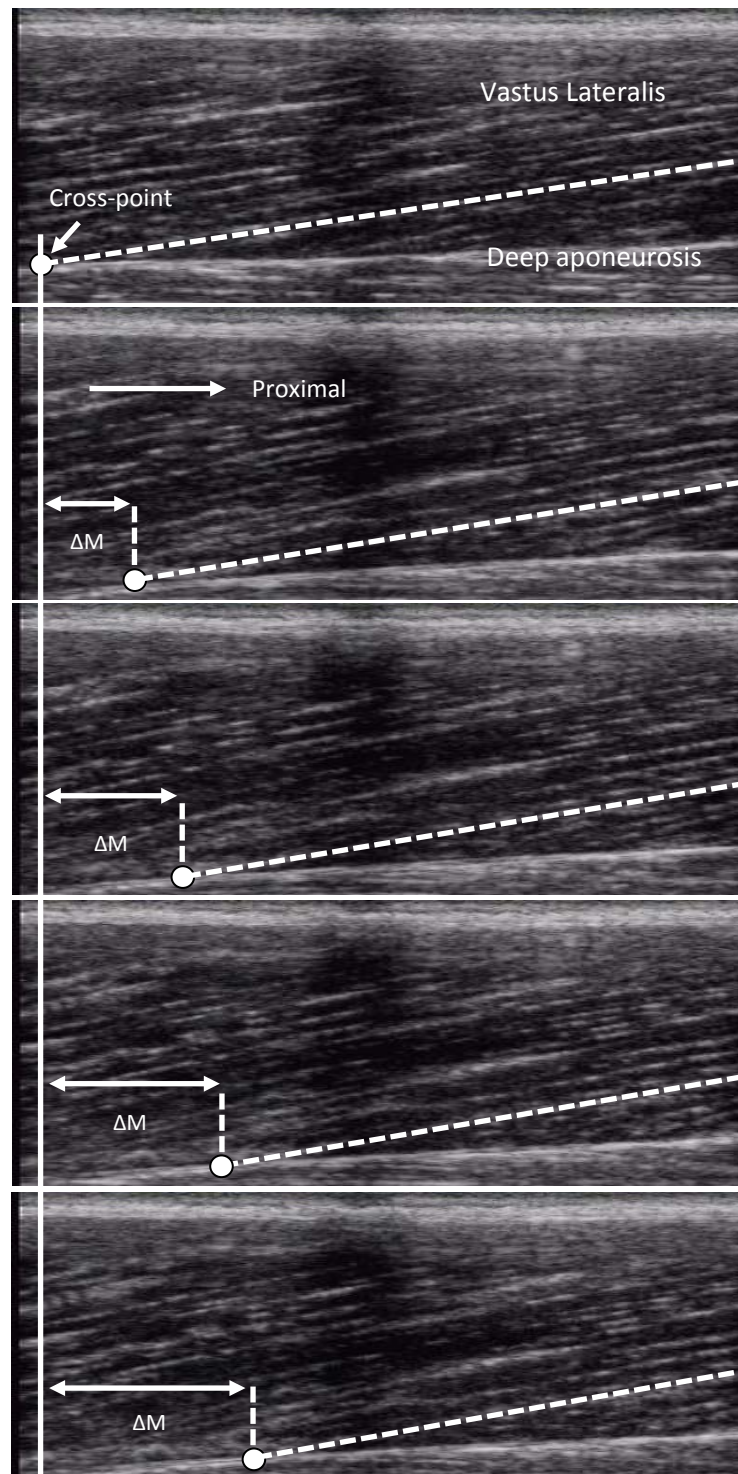 Vastus Lateralis
Cross-point
Deep aponeurosis
Proximal
ΔM
ΔM
ΔM
ΔM